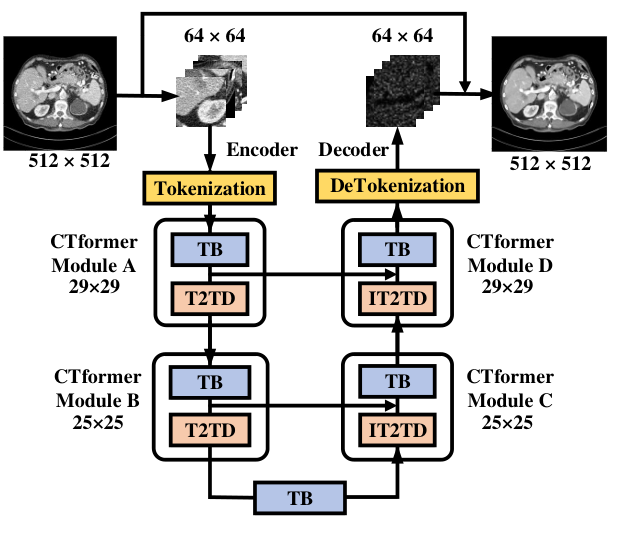 64 × 64
64 × 64
512 × 512
512 × 512
Encoder
Decoder
Tokenization
DeTokenization
CTformer
Module A
29×29
TB
T2TD
TB
IT2TD
CTformer
Module D
29×29
CTformer
Module B
25×25
TB
T2TD
TB
IT2TD
CTformer
Module C
25×25
TB